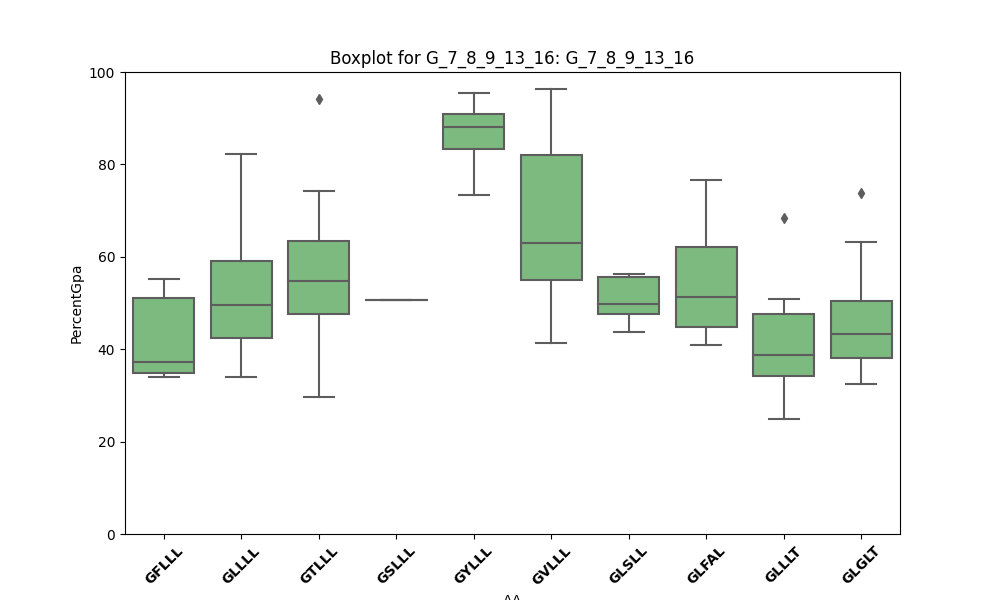 Boxplot for G_7_8_9_13_16: G_7_8_9_13_16
100
80
60
40
20
0
PercentGpa
GFLLL GLLLL GTLLL GSLLL GYLLL GVLLL GLSLL GLFAL GLLLT GLGLT
AA